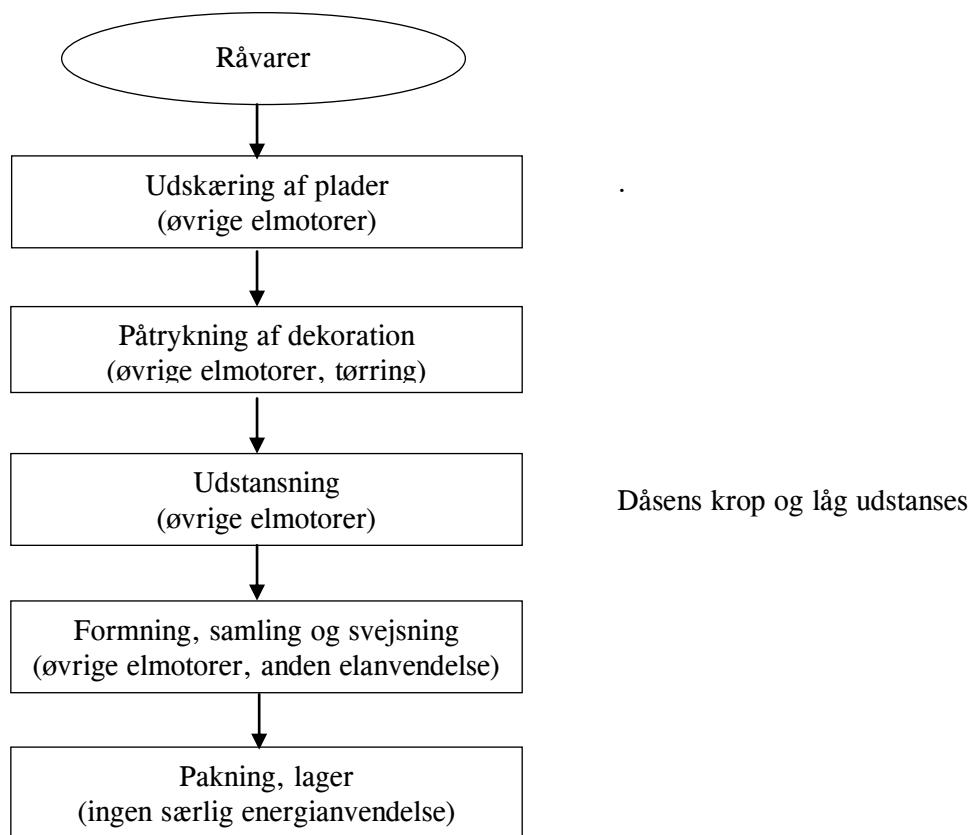 Råvarer
Udskæring af plader
(øvrige elmotorer)
.
Påtrykning af dekoration
(øvrige elmotorer, tørring)
Udstansning
(øvrige elmotorer)
Dåsens krop og låg udstanses
Formning, samling og svejsning
(øvrige elmotorer, anden elanvendelse)
Pakning, lager
(ingen særlig energianvendelse)